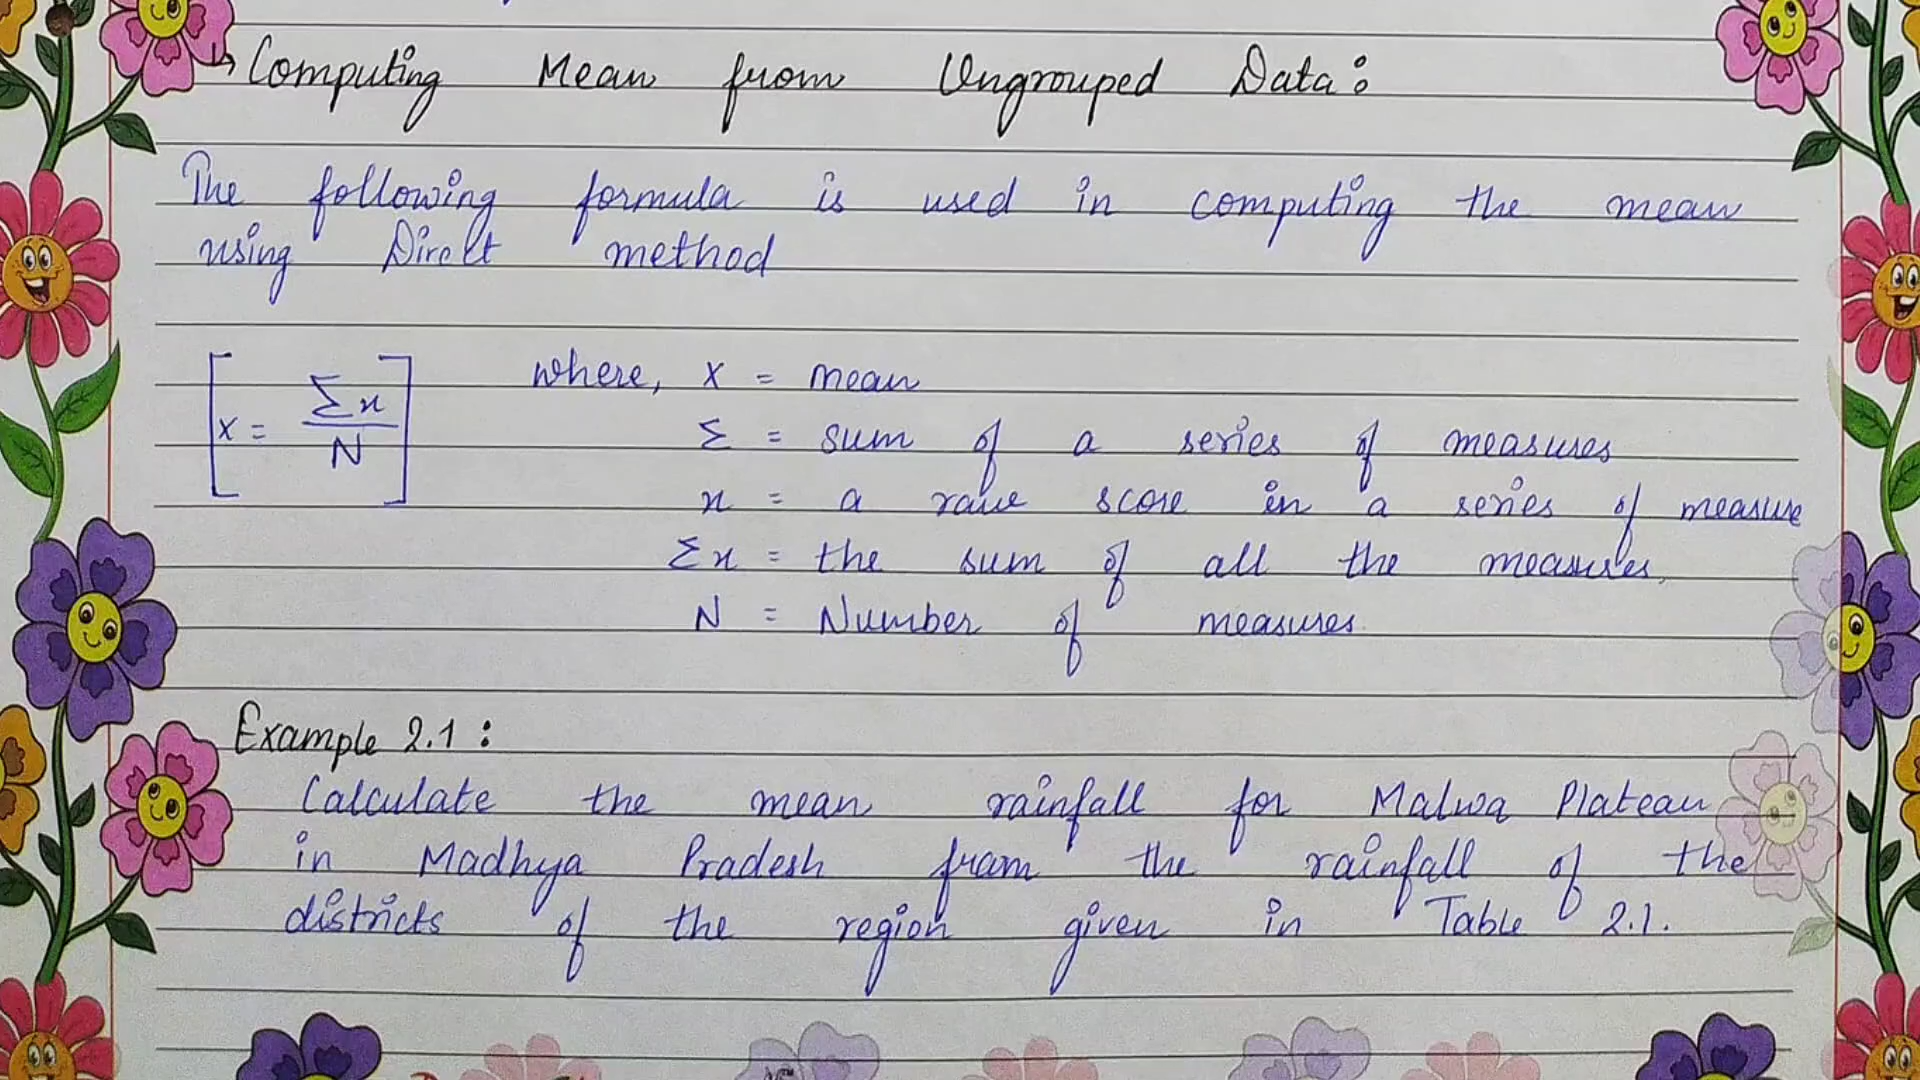 ↳ Computing Mean from Ungrouped Data:
The following formula is used in computing the mean
using Direct method
[x = Σx / N] where, x = mean
Σ = sum of a series of measures
x = a raw score in a series of measure
Σx = the sum of all the measures.
N = Number of measures.
Example 2.1 :
Calculate the mean rainfall for Malwa Plateau
in Madhya Pradesh fram the rainfall of the
districts of the region given in Table 2.1.